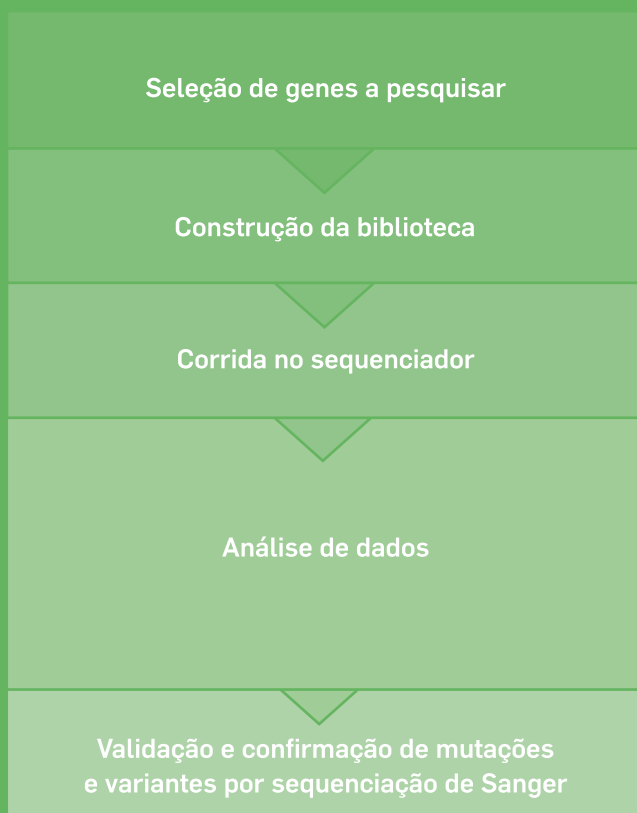 Seleção de genes a pesquisar
Construção da biblioteca
Corrida no sequenciador
Análise de dados
Validação e confirmação de mutações
e variantes por sequenciação de Sanger